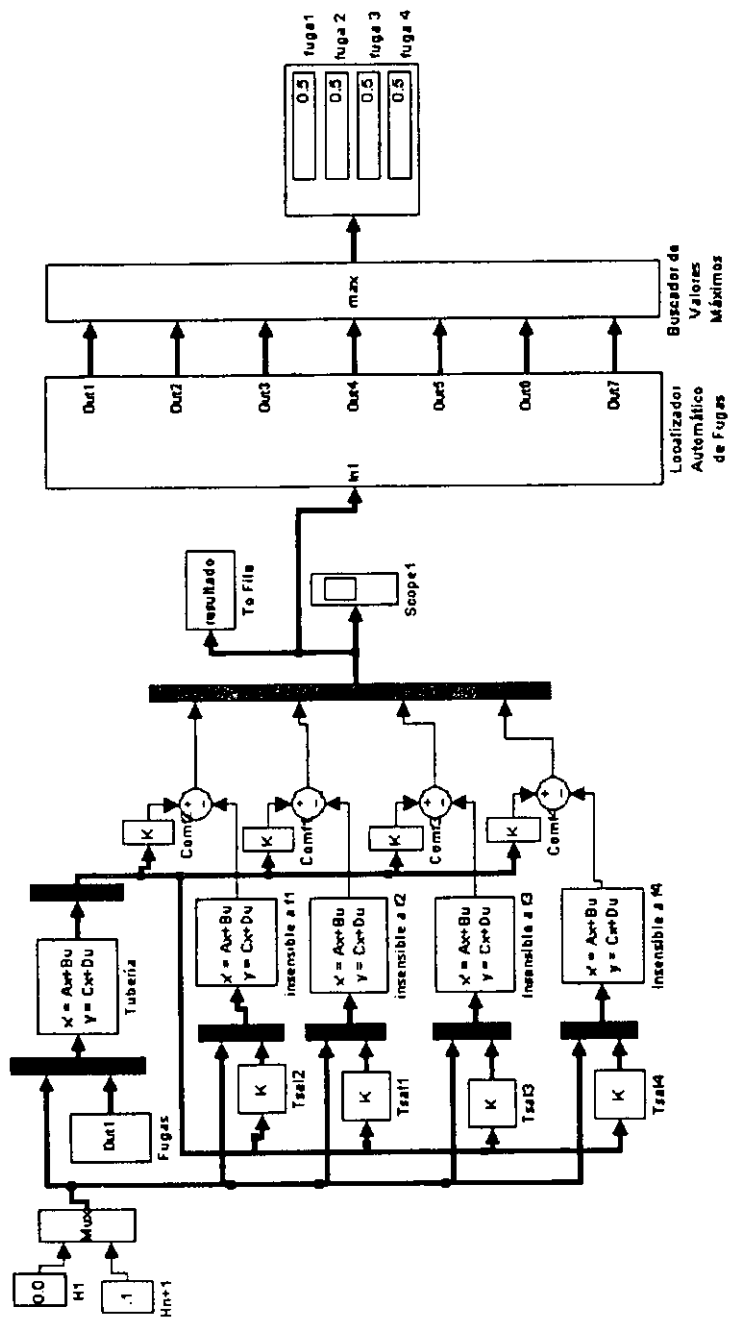 0.0
H1
.1
Hn+1
Mux
Out1
Fugas
x' = Ax+Bu
y = Cx+Du
Tubería
K
Tsal2
K
Tsal1
K
Tsal3
K
Tsal4
x' = Ax+Bu
y = Cx+Du
insensible a f1
x' = Ax+Bu
y = Cx+Du
insensible a f2
x' = Ax+Bu
y = Cx+Du
Insensible a f3
x' = Ax+Bu
y = Cx+Du
Insensible a f4
K
Comf2
+
−
K
+
−
K
Comf3
+
−
K
+
−
resultado
To File
Scope1
In1
Out1
Out2
Out3
Out4
Out5
Out6
Out7
Localizador
Automático
de Fugas
max
Buscador de
Valores
Máximos
0.5
fuga1
0.5
fuga 2
0.5
fuga 3
0.5
fuga 4